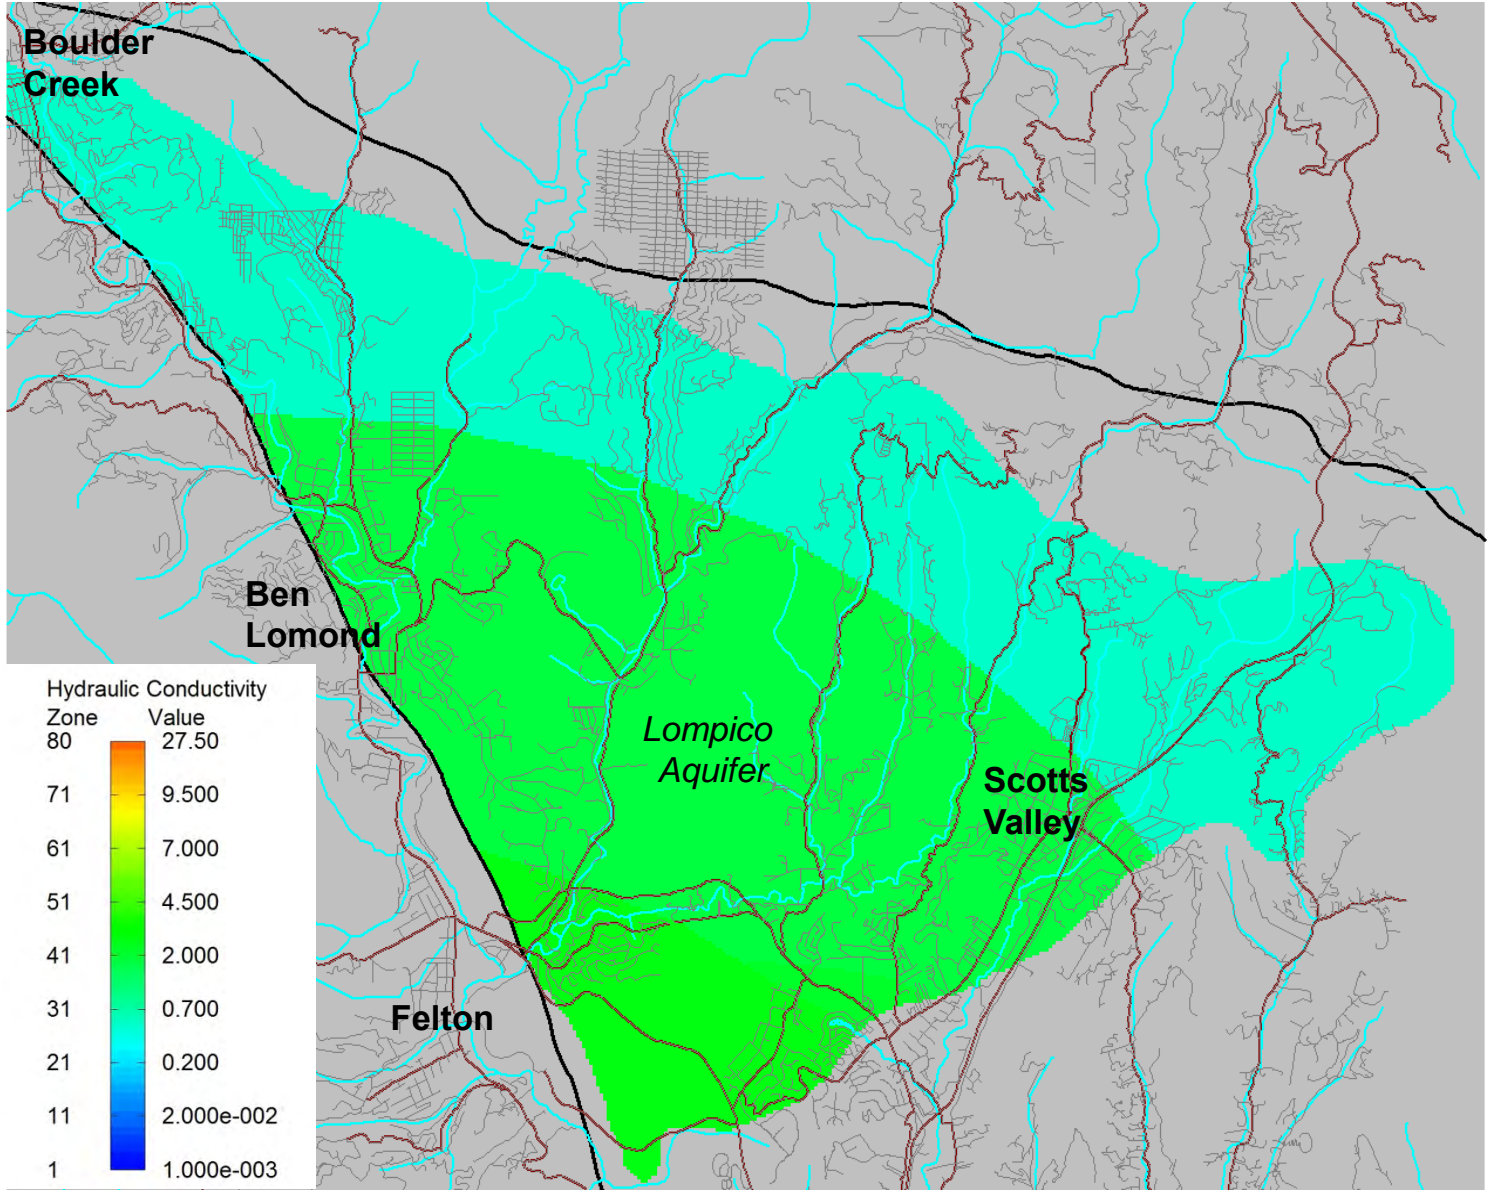 Boulder
Creek
Ben
Lomond
Lompico
Aquifer
Scotts
Valley
Felton
Hydraulic Conductivity
Zone Value
80 27.50
71 9.500
61 7.000
51 4.500
41 2.000
31 0.700
21 0.200
11 2.000e-002
1 1.000e-003